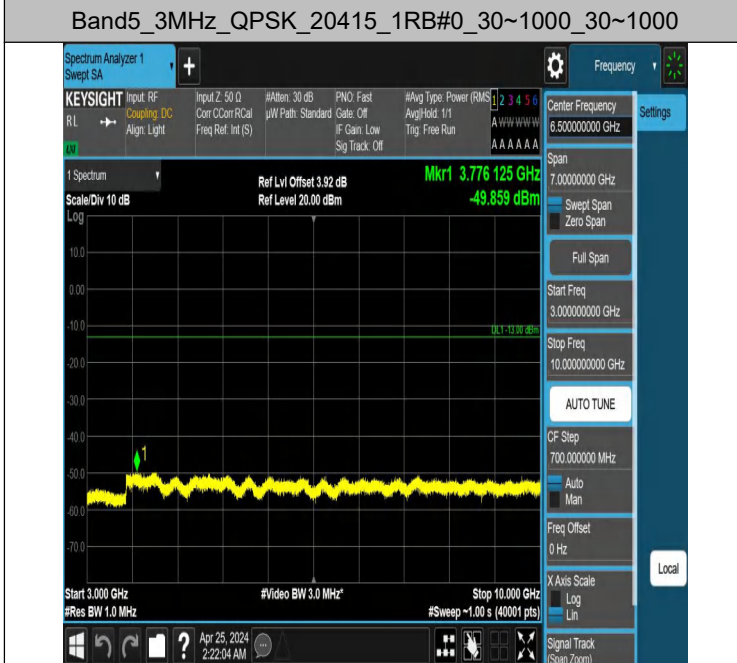 Band5_3MHz_QPSK_20415_1RB#0_30~1000_30~1000
Spectrum Analyzer 1
Swept SA
+
Frequency
KEYSIGHT
RL
Input: RF
Coupling: DC
Align: Light
Input Z: 50 Ω
Corr CCorr RCal
Freq Ref: Int (S)
#Atten: 30 dB
µW Path: Standard
PNO: Fast
Gate: Off
IF Gain: Low
Sig Track: Off
#Avg Type: Power (RMS
Avg|Hold: 1/1
Trig: Free Run
1 2 3 4 5 6
A W W W W W
A A A A A A
1 Spectrum
Scale/Div 10 dB
Log
Ref Lvl Offset 3.92 dB
Ref Level 20.00 dBm
Mkr1 3.776 125 GHz
-49.859 dBm
10.0
0.00
-10.0
DL1 -13.00 dBm
-20.0
-30.0
-40.0
1
-50.0
-60.0
-70.0
Start 3.000 GHz
#Res BW 1.0 MHz
#Video BW 3.0 MHz*
Stop 10.000 GHz
#Sweep ~1.00 s (40001 pts)
?
Apr 25, 2024
2:22:04 AM
Center Frequency
6.500000000 GHz
Settings
Span
7.00000000 GHz
Swept Span
Zero Span
Full Span
Start Freq
3.000000000 GHz
Stop Freq
10.000000000 GHz
AUTO TUNE
CF Step
700.000000 MHz
Auto
Man
Freq Offset
0 Hz
X Axis Scale
Log
Lin
Local
Signal Track
(Span Zoom)